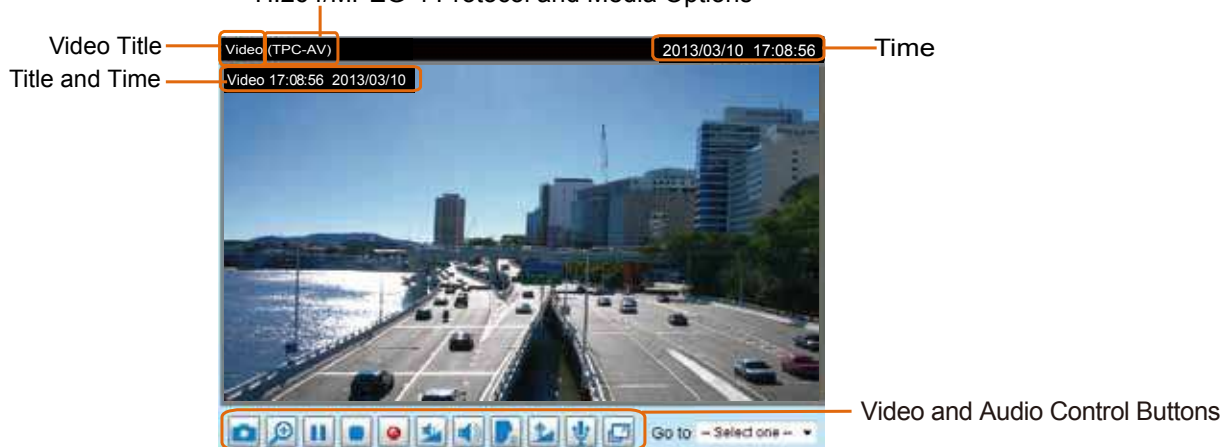 H.264/MPEG-4 Protocol and Media Options
Video Title
Video (TPC-AV)
2013/03/10 17:08:56
Time
Title and Time
Video 17:08:56 2013/03/10
Video and Audio Control Buttons
Go to: -- Select one --